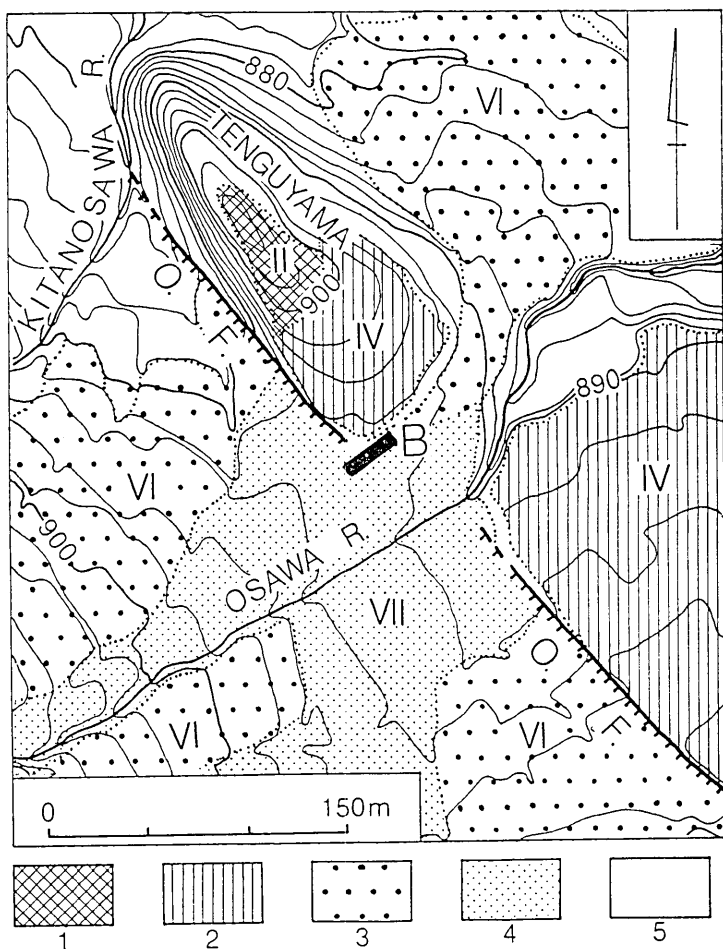 880
VI
KITANOSAWA R.
TENGUYAMA
II
900
O. F.
IV
890
B
IV
VI
900
OSAWA R.
VII
O. F.
VI
VI
0 150m
1 2 3 4 5